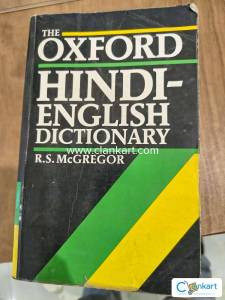 THE
OXFORD
HINDI-
ENGLISH
DICTIONARY
www.clankart.com
R.S. McGREGOR
Clankart